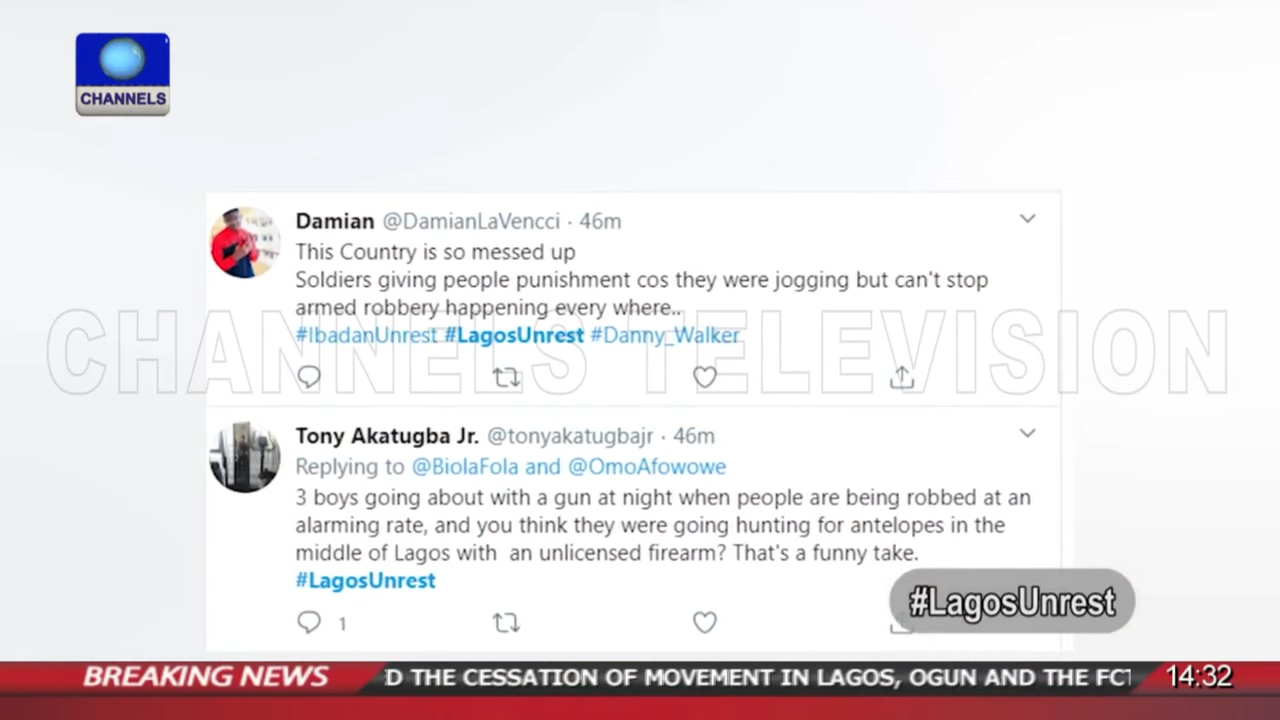 CHANNELS
Damian @DamianLaVencci · 46m
This Country is so messed up
Soldiers giving people punishment cos they were jogging but can't stop
armed robbery happening every where..
#IbadanUnrest #LagosUnrest #Danny_Walker
CHANNELS TELEVISION
Tony Akatugba Jr. @tonyakatugbajr · 46m
Replying to @BiolaFola and @OmoAfowowe
3 boys going about with a gun at night when people are being robbed at an
alarming rate, and you think they were going hunting for antelopes in the
middle of Lagos with an unlicensed firearm? That's a funny take.
#LagosUnrest
#LagosUnrest
1
BREAKING NEWS D THE CESSATION OF MOVEMENT IN LAGOS, OGUN AND THE FCT 14:32